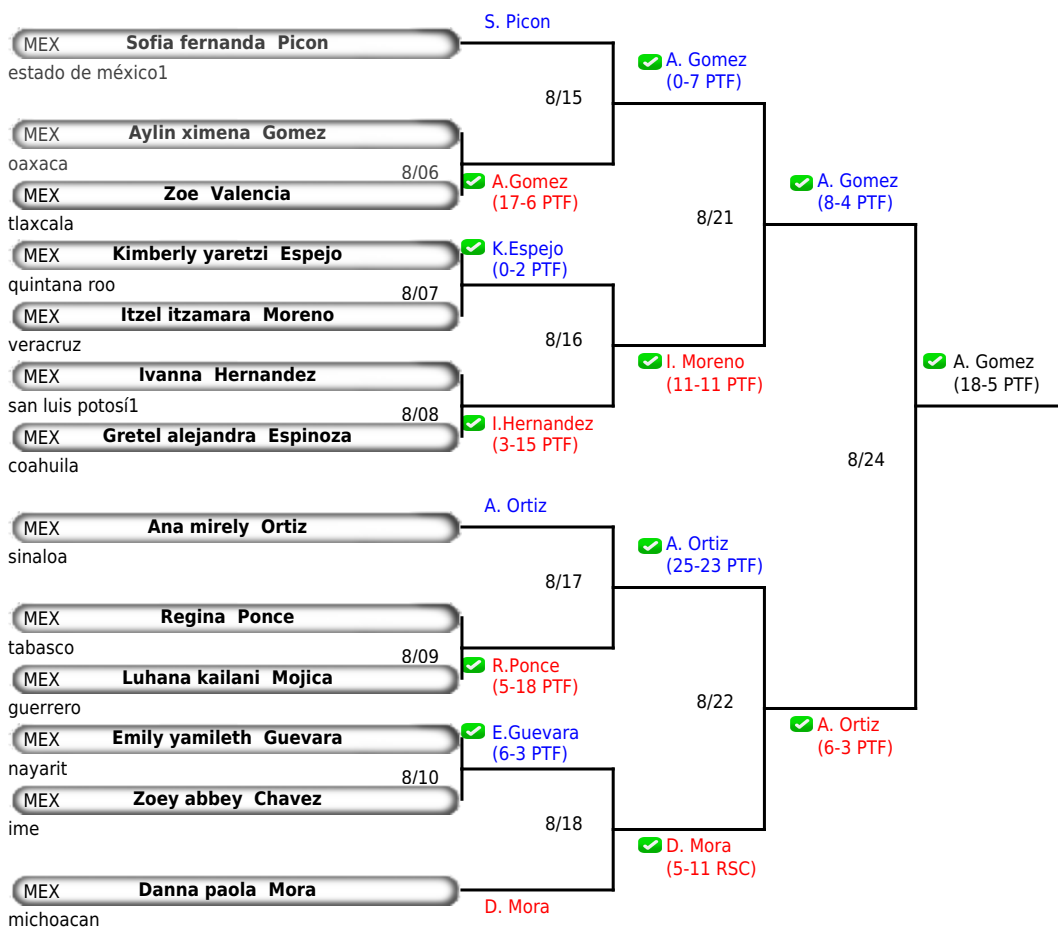 S. Picon
MEX Sofia fernanda Picon
estado de méxico1
A. Gomez
(0-7 PTF)
8/15
MEX Aylin ximena Gomez
oaxaca
8/06
A.Gomez
(17-6 PTF)
MEX Zoe Valencia
tlaxcala
A. Gomez
(8-4 PTF)
8/21
MEX Kimberly yaretzi Espejo
quintana roo
K.Espejo
(0-2 PTF)
8/07
MEX Itzel itzamara Moreno
veracruz
8/16
I. Moreno
(11-11 PTF)
A. Gomez
(18-5 PTF)
MEX Ivanna Hernandez
san luis potosí1
8/08
I.Hernandez
(3-15 PTF)
MEX Gretel alejandra Espinoza
coahuila
8/24
A. Ortiz
MEX Ana mirely Ortiz
sinaloa
A. Ortiz
(25-23 PTF)
8/17
MEX Regina Ponce
tabasco
8/09
R.Ponce
(5-18 PTF)
MEX Luhana kailani Mojica
guerrero
8/22
A. Ortiz
(6-3 PTF)
MEX Emily yamileth Guevara
nayarit
E.Guevara
(6-3 PTF)
8/10
MEX Zoey abbey Chavez
ime
8/18
D. Mora
(5-11 RSC)
MEX Danna paola Mora
michoacan
D. Mora